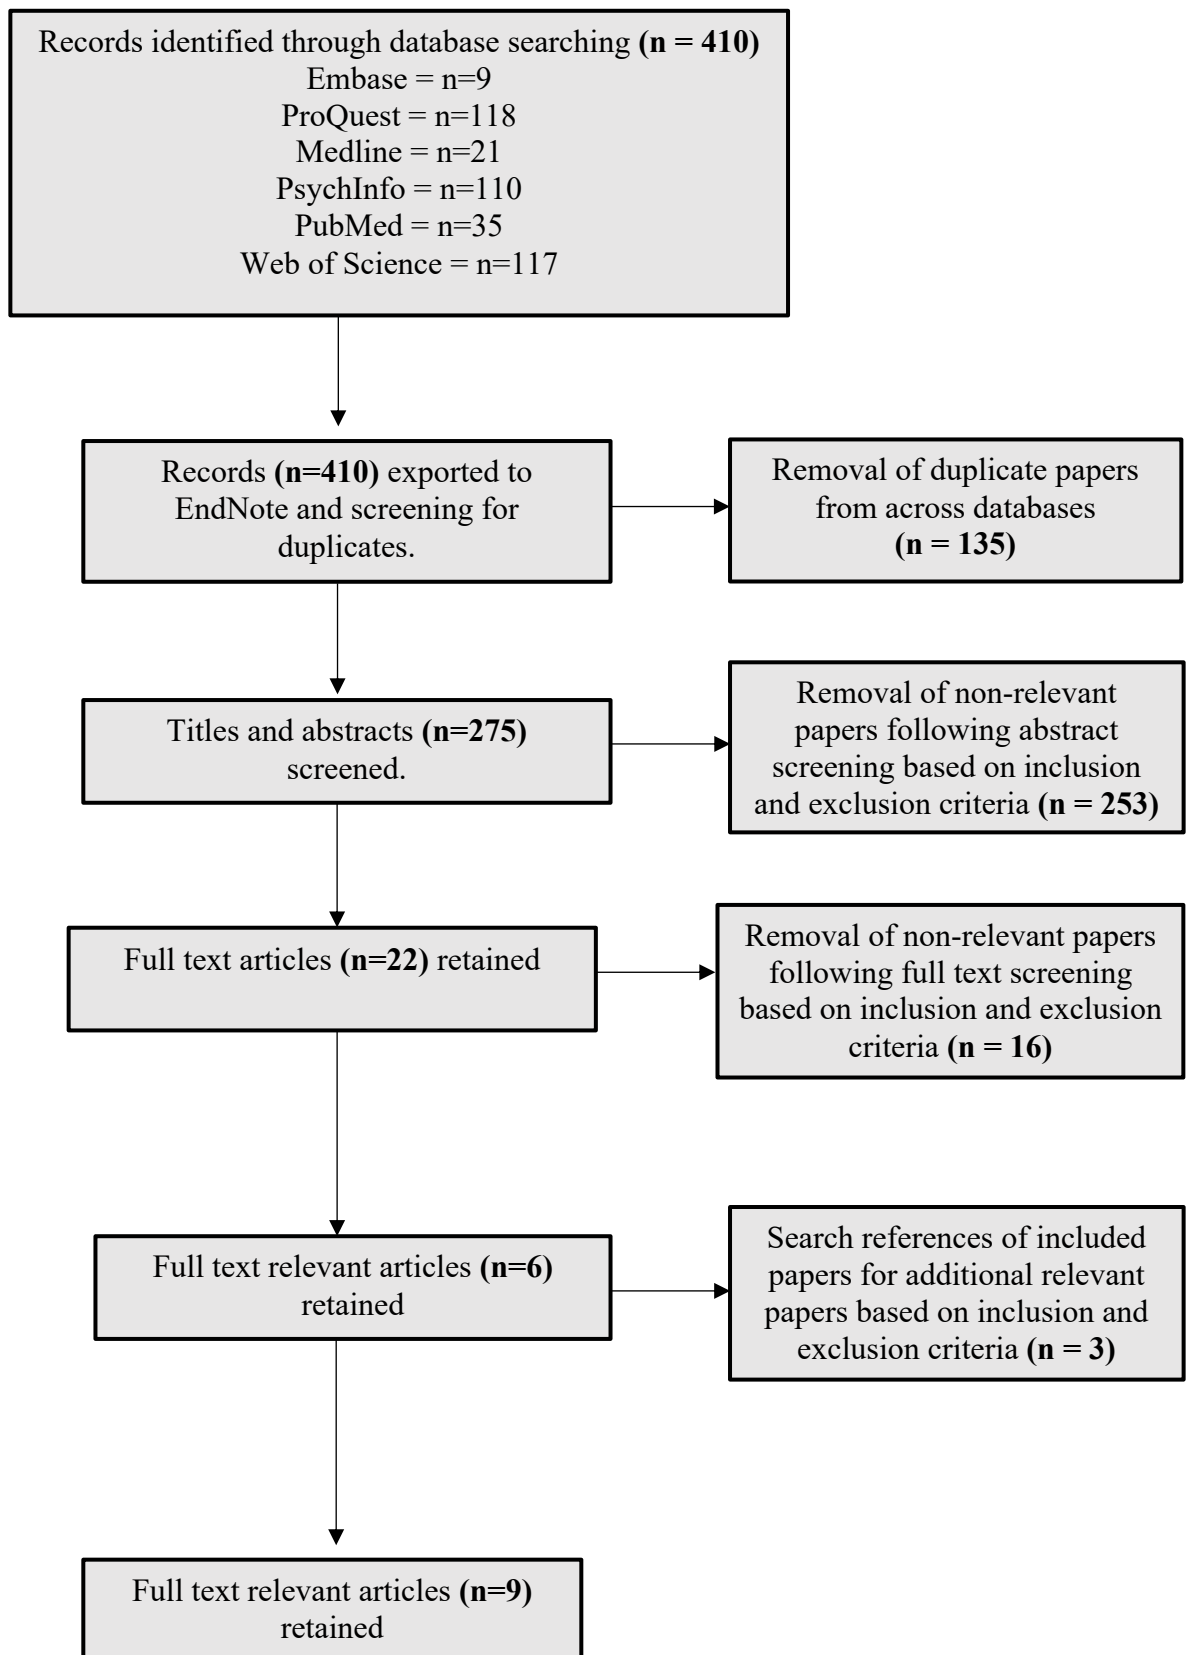 Records identified through database searching (n = 410)
Embase = n=9
ProQuest = n=118
Medline = n=21
PsychInfo = n=110
PubMed = n=35
Web of Science = n=117
Records (n=410) exported to
EndNote and screening for
duplicates.
Removal of duplicate papers
from across databases
(n = 135)
Titles and abstracts (n=275)
screened.
Removal of non-relevant
papers following abstract
screening based on inclusion
and exclusion criteria (n = 253)
Full text articles (n=22) retained
Removal of non-relevant papers
following full text screening
based on inclusion and exclusion
criteria (n = 16)
Full text relevant articles (n=6)
retained
Search references of included
papers for additional relevant
papers based on inclusion and
exclusion criteria (n = 3)
Full text relevant articles (n=9)
retained